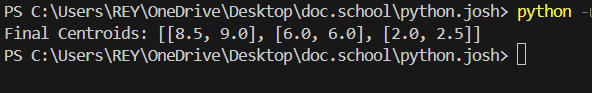 PS C:\Users\REY\OneDrive\Desktop\doc.school\python.josh> python
Final Centroids: [[8.5, 9.0], [6.0, 6.0], [2.0, 2.5]]
PS C:\Users\REY\OneDrive\Desktop\doc.school\python.josh>